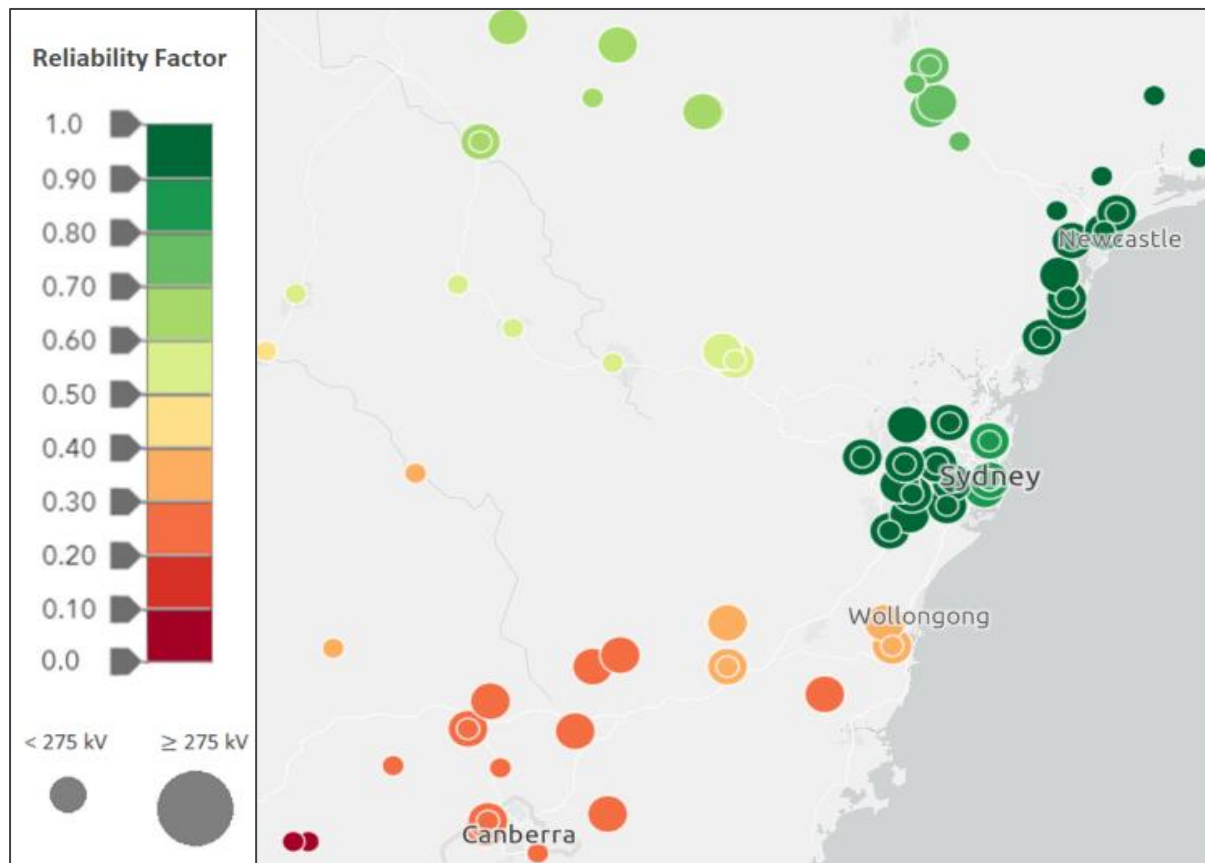 Reliability Factor
1.0
0.90
0.80
0.70
0.60
0.50
0.40
0.30
0.20
0.10
0.0
< 275 kV
≥ 275 kV
Newcastle
Sydney
Wollongong
Canberra